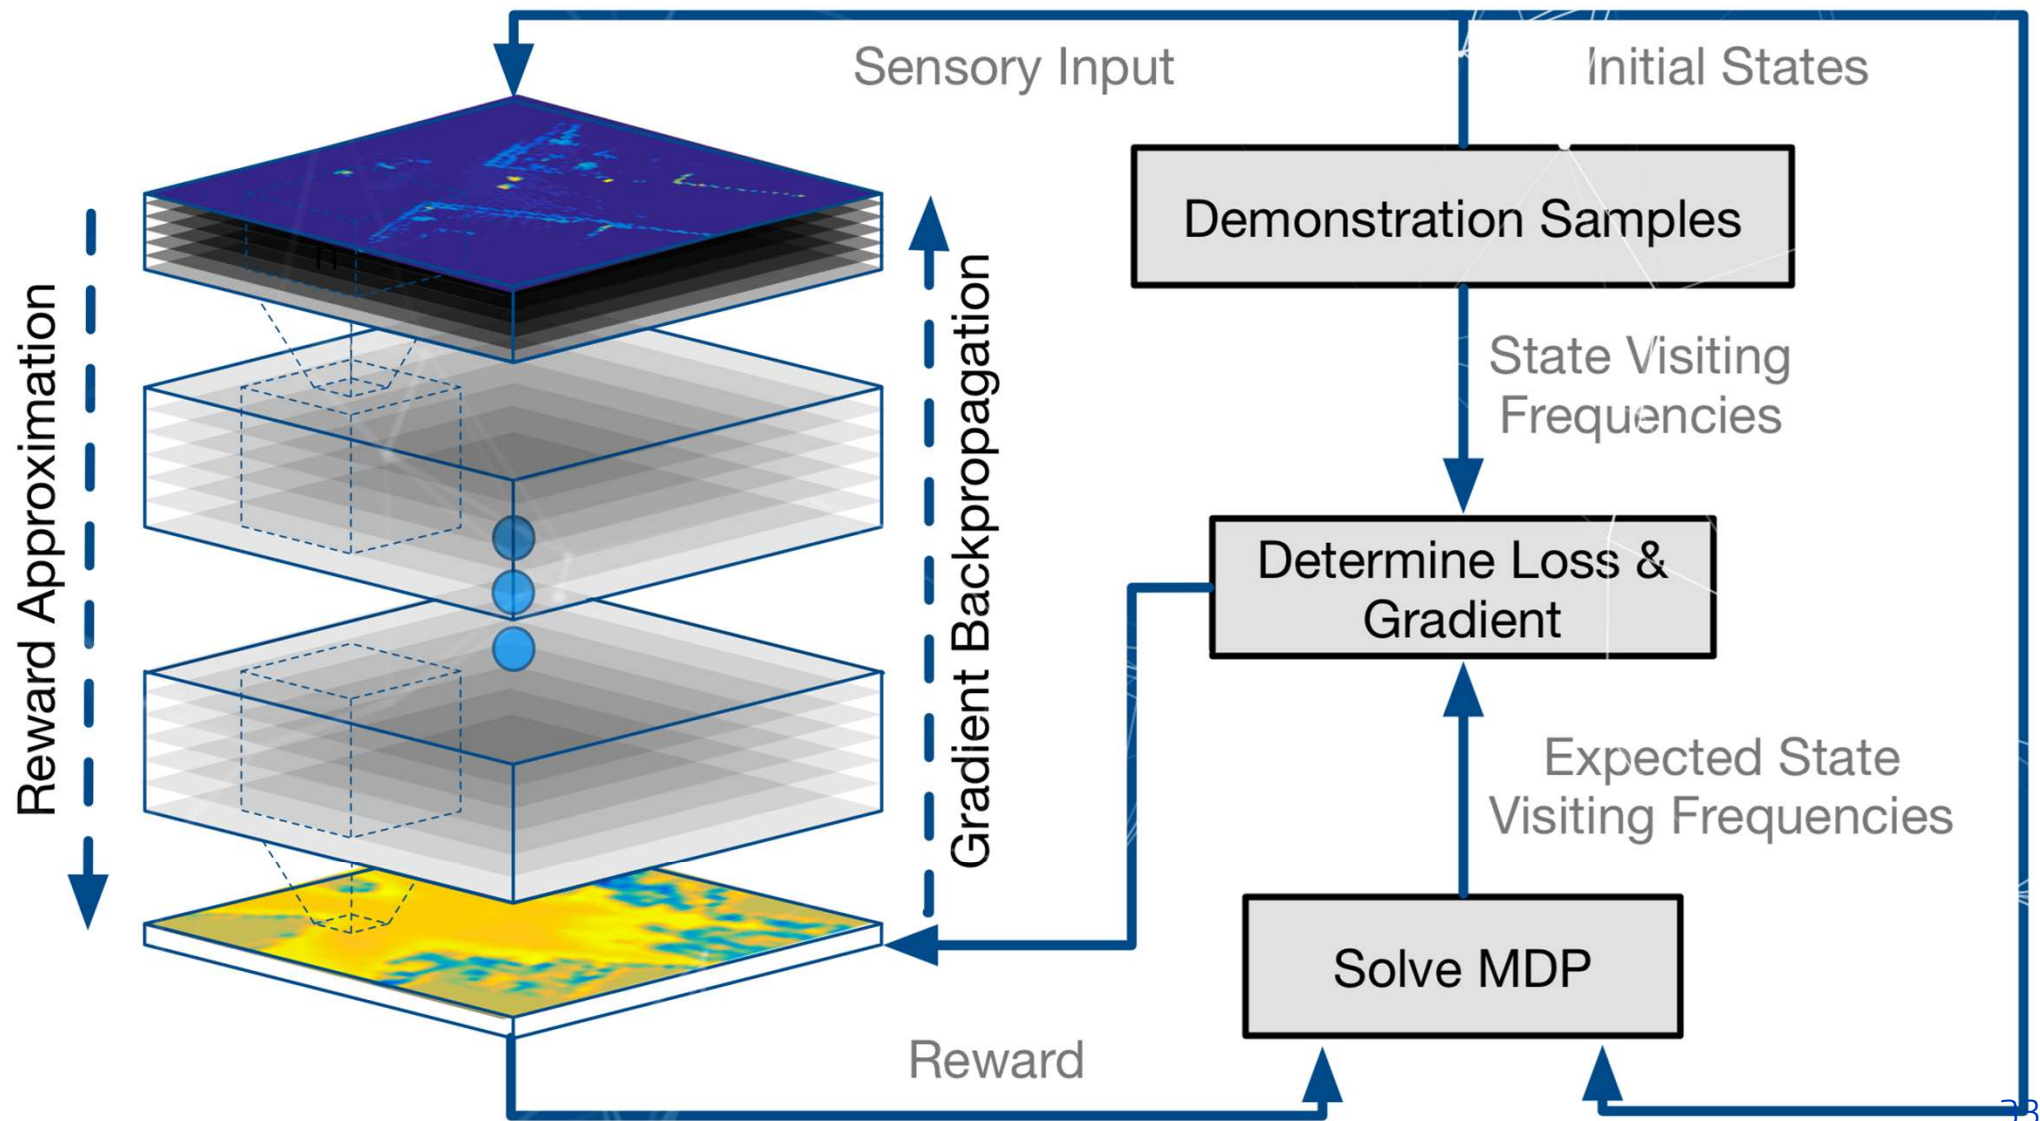 Sensory Input
Initial States
Demonstration Samples
Reward Approximation
Gradient Backpropagation
State Visiting
Frequencies
Determine Loss &
Gradient
Expected State
Visiting Frequencies
Solve MDP
Reward